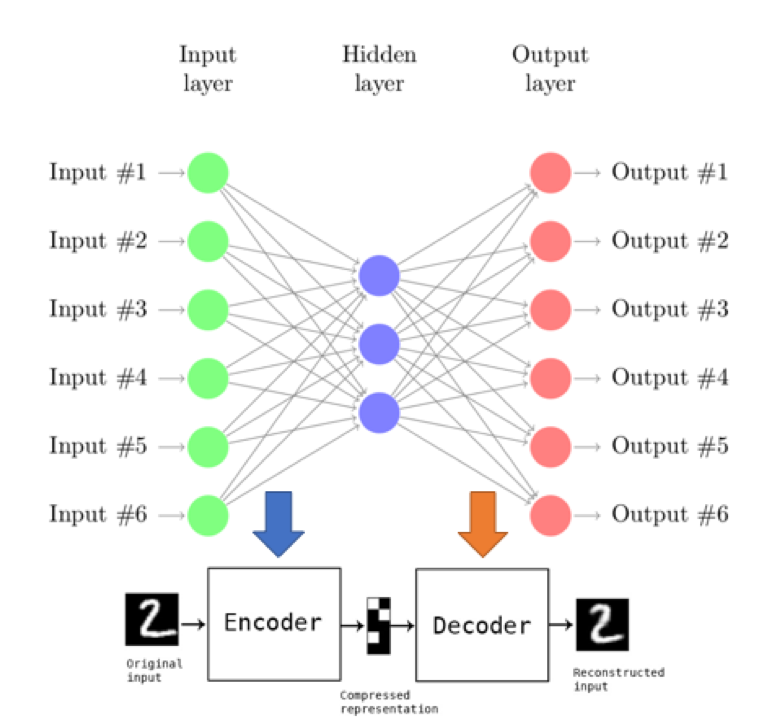 Input
layer
Hidden
layer
Output
layer
Input #1
Output #1
Input #2
Output #2
Input #3
Output #3
Input #4
Output #4
Input #5
Output #5
Input #6
Output #6
2
Encoder
Decoder
2
Original
input
Compressed
representation
Reconstructed
input